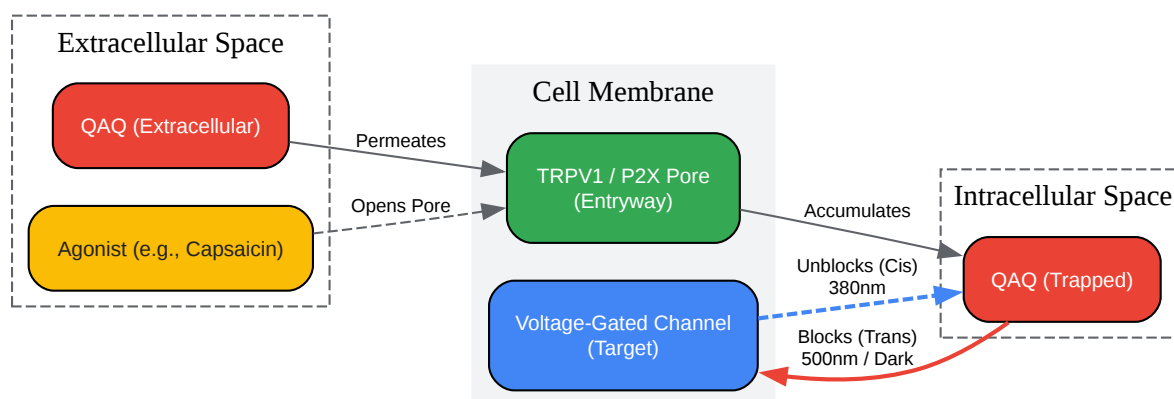 Extracellular Space
QAQ (Extracellular)
Agonist (e.g., Capsaicin)
Permeates
Opens Pore
Cell Membrane
TRPV1 / P2X Pore
(Entryway)
Voltage-Gated Channel
(Target)
Accumulates
Unblocks (Cis)
380nm
Blocks (Trans)
500nm / Dark
Intracellular Space
QAQ (Trapped)